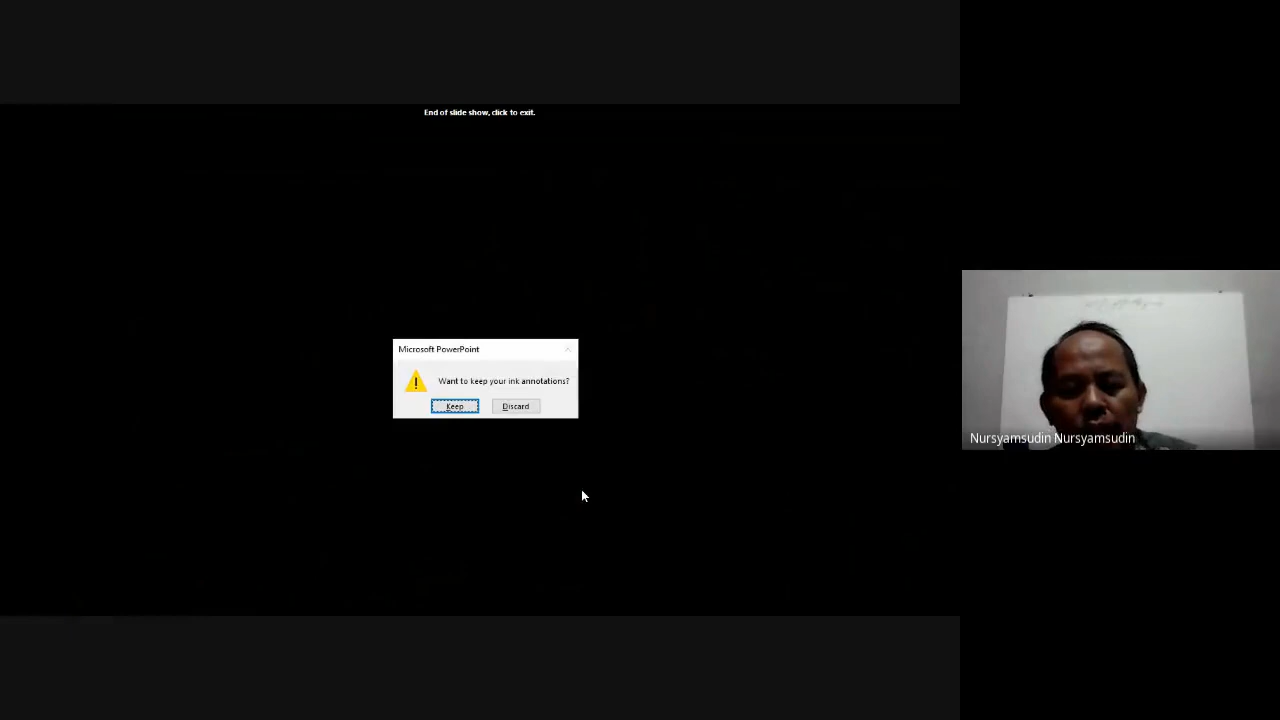 End of slide show, click to exit.
Microsoft PowerPoint
Want to keep your ink annotations?
Keep
Discard
Nursyamsudin Nursyamsudin